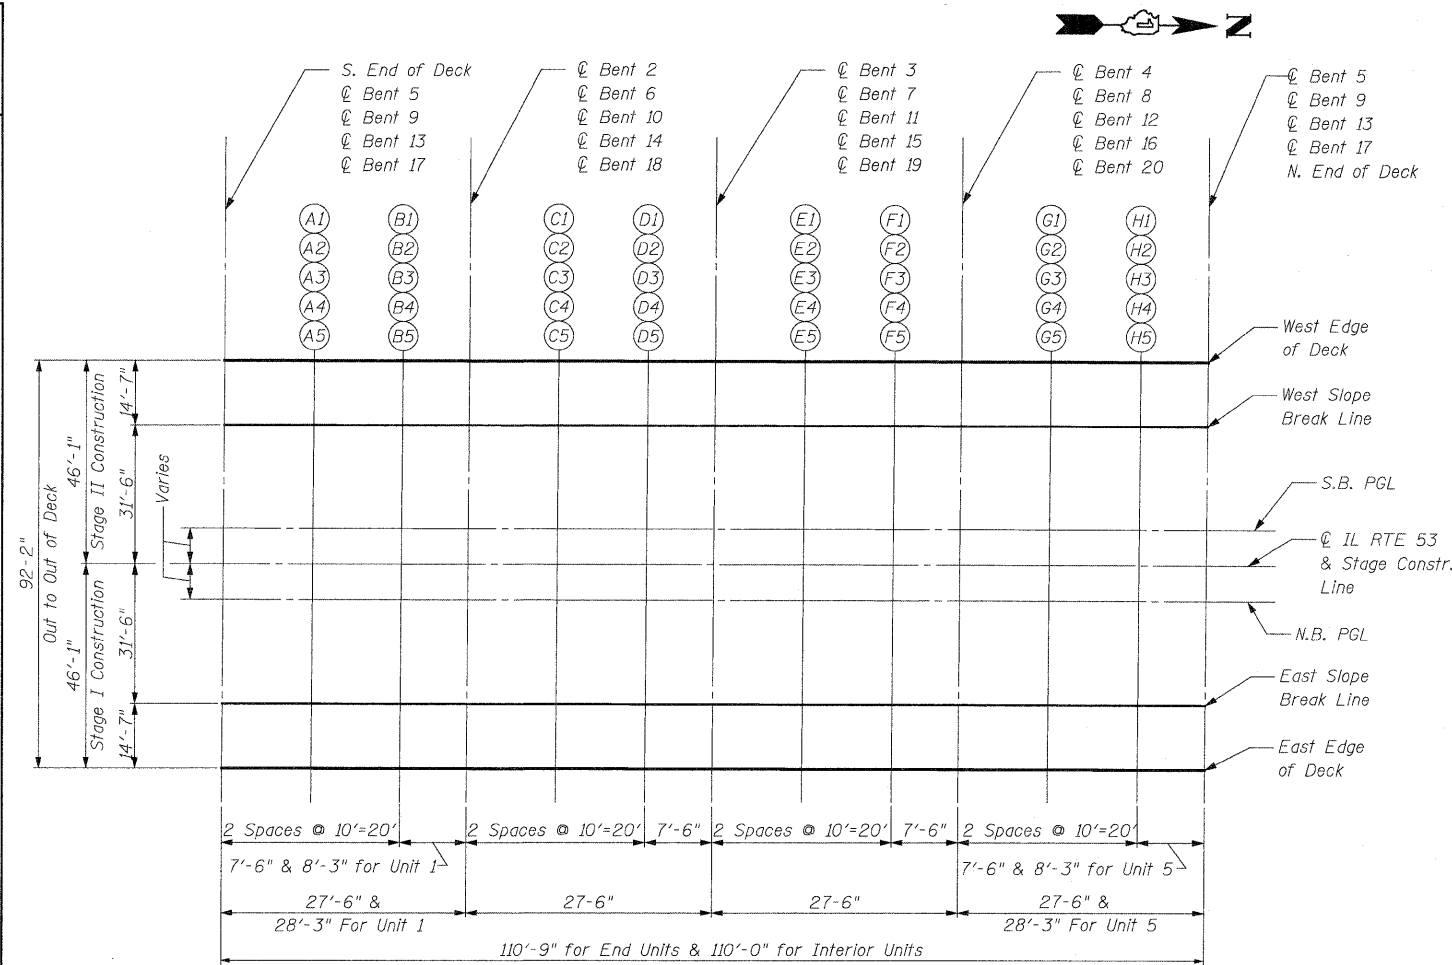 N
S. End of Deck
℄ Bent 5
℄ Bent 9
℄ Bent 13
℄ Bent 17
℄ Bent 2
℄ Bent 6
℄ Bent 10
℄ Bent 14
℄ Bent 18
℄ Bent 3
℄ Bent 7
℄ Bent 11
℄ Bent 15
℄ Bent 19
℄ Bent 4
℄ Bent 8
℄ Bent 12
℄ Bent 16
℄ Bent 20
℄ Bent 5
℄ Bent 9
℄ Bent 13
℄ Bent 17
N. End of Deck
A1 B1 C1 D1 E1 F1 G1 H1
A2 B2 C2 D2 E2 F2 G2 H2
A3 B3 C3 D3 E3 F3 G3 H3
A4 B4 C4 D4 E4 F4 G4 H4
A5 B5 C5 D5 E5 F5 G5 H5
West Edge
of Deck
West Slope
Break Line
S.B. PGL
℄ IL RTE 53
& Stage Constr.
Line
N.B. PGL
East Slope
Break Line
East Edge
of Deck
92-2"
Out to Out of Deck
46'-1"
Stage II Construction
14'-7"
31'-6"
Varies
46'-1"
Stage I Construction
31'-6"
14'-7"
2 Spaces @ 10'=20'
2 Spaces @ 10'=20'
7'-6"
2 Spaces @ 10'=20'
7'-6"
2 Spaces @ 10'=20'
7'-6" & 8'-3" for Unit 1
7'-6" & 8'-3" for Unit 5
27'-6" &
28'-3" For Unit 1
27-6"
27-6"
27-6" &
28'-3" For Unit 5
110'-9" for End Units & 110'-0" for Interior Units